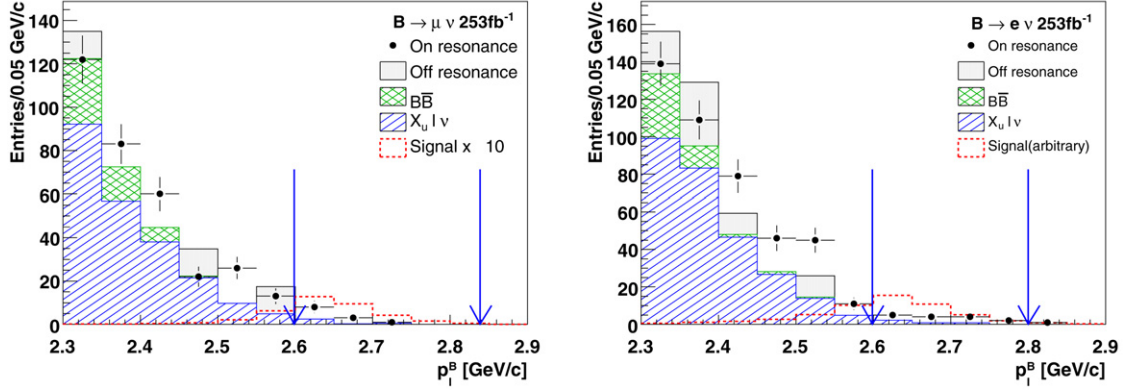 B → μ ν 253fb⁻¹
On resonance
Off resonance
BB̅
Xᵤ l ν
Signal x 10
Entries/0.05 GeV/c
140
120
100
80
60
40
20
0
2.3 2.4 2.5 2.6 2.7 2.8 2.9
pₗᴮ [GeV/c]
B → e ν 253fb⁻¹
On resonance
Off resonance
BB̅
Xᵤ l ν
Signal(arbitrary)
Entries/0.05 GeV/c
160
140
120
100
80
60
40
20
0
2.3 2.4 2.5 2.6 2.7 2.8 2.9
pₗᴮ [GeV/c]